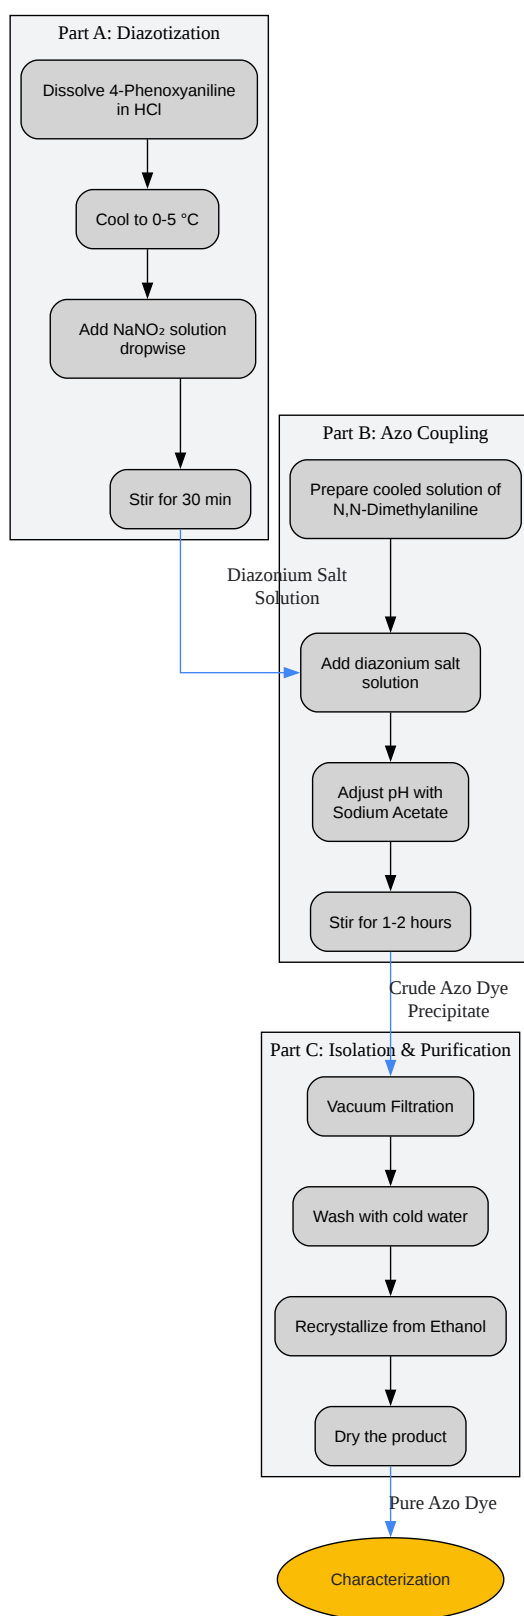 Part A: Diazotization
Dissolve 4-Phenoxyaniline
in HCl
Cool to 0-5 °C
Add NaNO₂ solution
dropwise
Stir for 30 min
Part B: Azo Coupling
Prepare cooled solution of
N,N-Dimethylaniline
Diazonium Salt
Solution
Add diazonium salt
solution
Adjust pH with
Sodium Acetate
Stir for 1-2 hours
Crude Azo Dye
Precipitate
Part C: Isolation & Purification
Vacuum Filtration
Wash with cold water
Recrystallize from Ethanol
Dry the product
Pure Azo Dye
Characterization